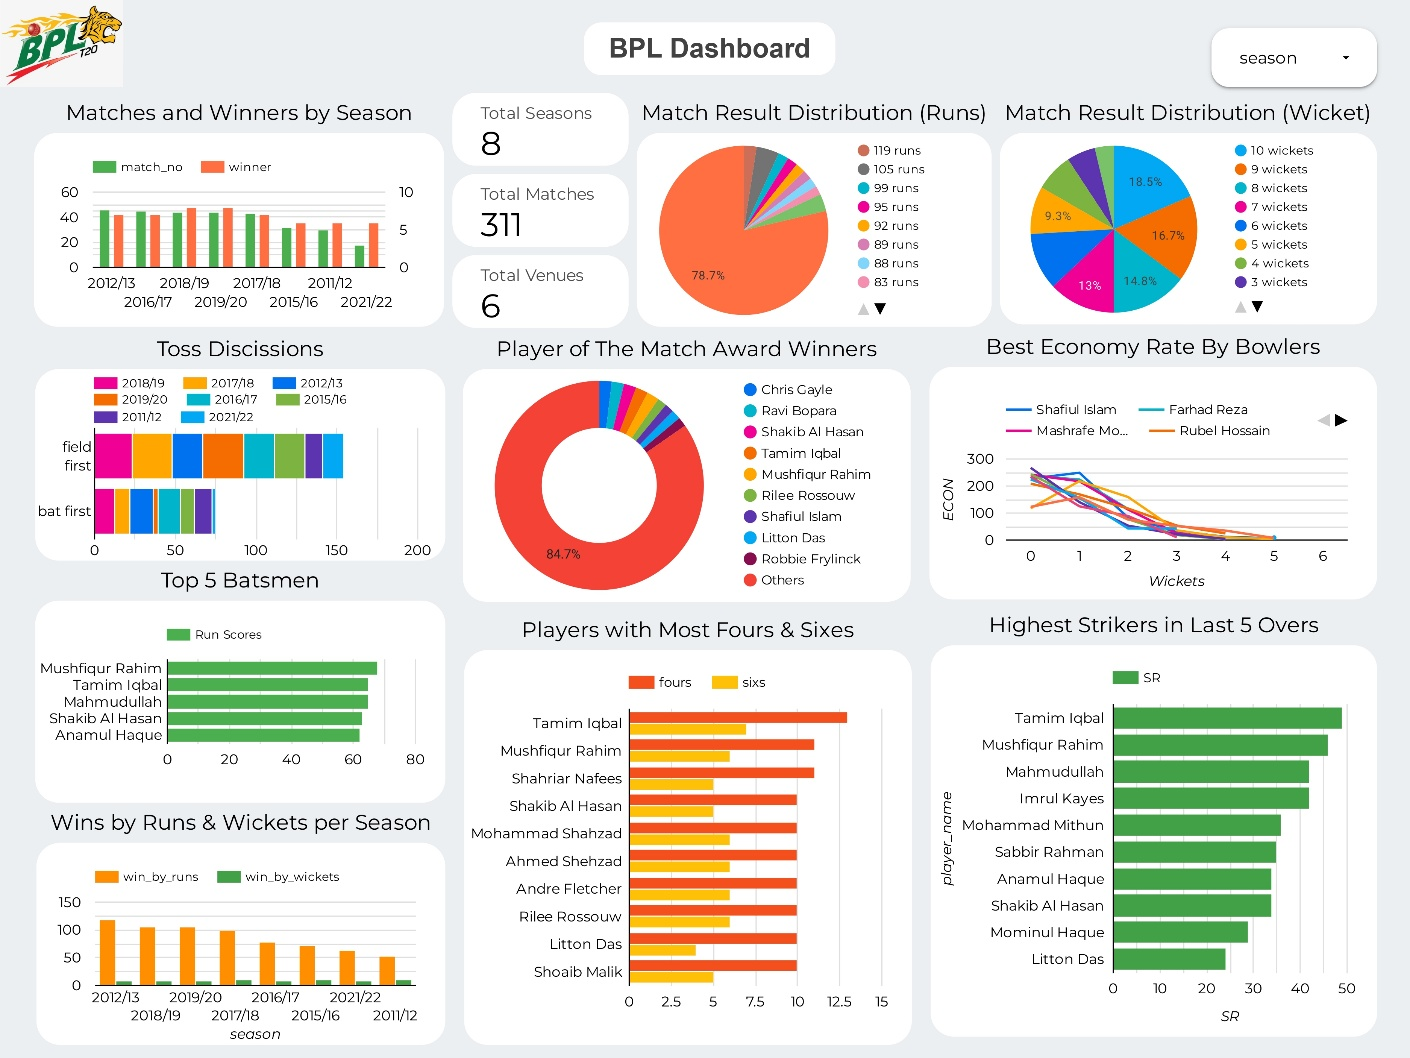 BPL
T20
BPL Dashboard
season
Matches and Winners by Season
match_no winner
60 10
40
5
20
0 0
2012/13 2018/19 2017/18 2011/12
2016/17 2019/20 2015/16 2021/22
Total Seasons
8
Total Matches
311
Total Venues
6
Match Result Distribution (Runs)
78.7%
119 runs
105 runs
99 runs
95 runs
92 runs
89 runs
88 runs
83 runs
Match Result Distribution (Wicket)
18.5%
16.7%
14.8%
13%
9.3%
10 wickets
9 wickets
8 wickets
7 wickets
6 wickets
5 wickets
4 wickets
3 wickets
Toss Discissions
2018/19 2017/18 2012/13
2019/20 2016/17 2015/16
2011/12 2021/22
field
first
bat first
0 50 100 150 200
Player of The Match Award Winners
84.7%
Chris Gayle
Ravi Bopara
Shakib Al Hasan
Tamim Iqbal
Mushfiqur Rahim
Rilee Rossouw
Shafiul Islam
Litton Das
Robbie Frylinck
Others
Best Economy Rate By Bowlers
Shafiul Islam Farhad Reza
Mashrafe Mo... Rubel Hossain
ECON
300
200
100
0
0 1 2 3 4 5 6
Wickets
Top 5 Batsmen
Run Scores
Mushfiqur Rahim
Tamim Iqbal
Mahmudullah
Shakib Al Hasan
Anamul Haque
0 20 40 60 80
Players with Most Fours & Sixes
fours sixs
Tamim Iqbal
Mushfiqur Rahim
Shahriar Nafees
Shakib Al Hasan
Mohammad Shahzad
Ahmed Shehzad
Andre Fletcher
Rilee Rossouw
Litton Das
Shoaib Malik
0 2.5 5 7.5 10 12.5 15
Highest Strikers in Last 5 Overs
SR
player_name
Tamim Iqbal
Mushfiqur Rahim
Mahmudullah
Imrul Kayes
Mohammad Mithun
Sabbir Rahman
Anamul Haque
Shakib Al Hasan
Mominul Haque
Litton Das
0 10 20 30 40 50
SR
Wins by Runs & Wickets per Season
win_by_runs win_by_wickets
150
100
50
0
2012/13 2019/20 2016/17 2021/22
2018/19 2017/18 2015/16 2011/12
season